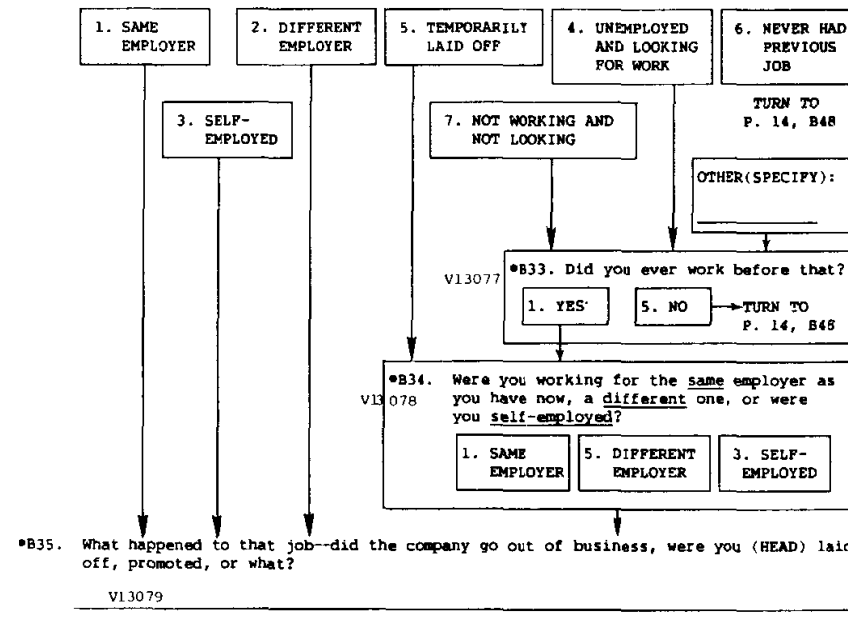 1. SAME
EMPLOYER
2. DIFFERENT
EMPLOYER
5. TEMPORARILY
LAID OFF
4. UNEMPLOYED
AND LOOKING
FOR WORK
6. NEVER HAD
PREVIOUS
JOB
TURN TO
P. 14, B48
3. SELF-
EMPLOYED
7. NOT WORKING AND
NOT LOOKING
OTHER(SPECIFY):
V13077
•B33. Did you ever work before that?
1. YES
5. NO
TURN TO
P. 14, B48
•B34. Were you working for the same employer as
you have now, a different one, or were
you self-employed?
V13078
1. SAME
EMPLOYER
5. DIFFERENT
EMPLOYER
3. SELF-
EMPLOYED
•B35. What happened to that job--did the company go out of business, were you (HEAD) laid
off, promoted, or what?
V13079